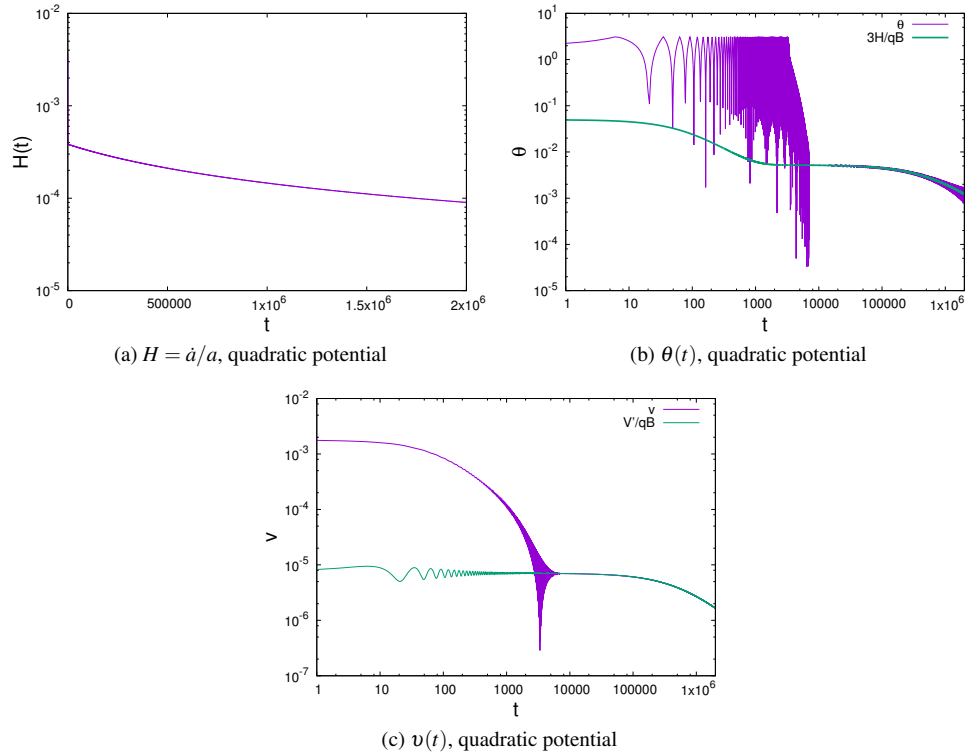 10^-2
10^-3
10^-4
10^-5
H(t)
0
500000
1x10^6
1.5x10^6
2x10^6
t
(a) H = ȧ/a, quadratic potential
10^1
10^0
10^-1
10^-2
10^-3
10^-4
10^-5
θ
θ
3H/qB
1
10
100
1000
10000
100000
1x10^6
t
(b) θ(t), quadratic potential
10^-2
10^-3
10^-4
10^-5
10^-6
10^-7
v
v
V'/qB
1
10
100
1000
10000
100000
1x10^6
t
(c) υ(t), quadratic potential